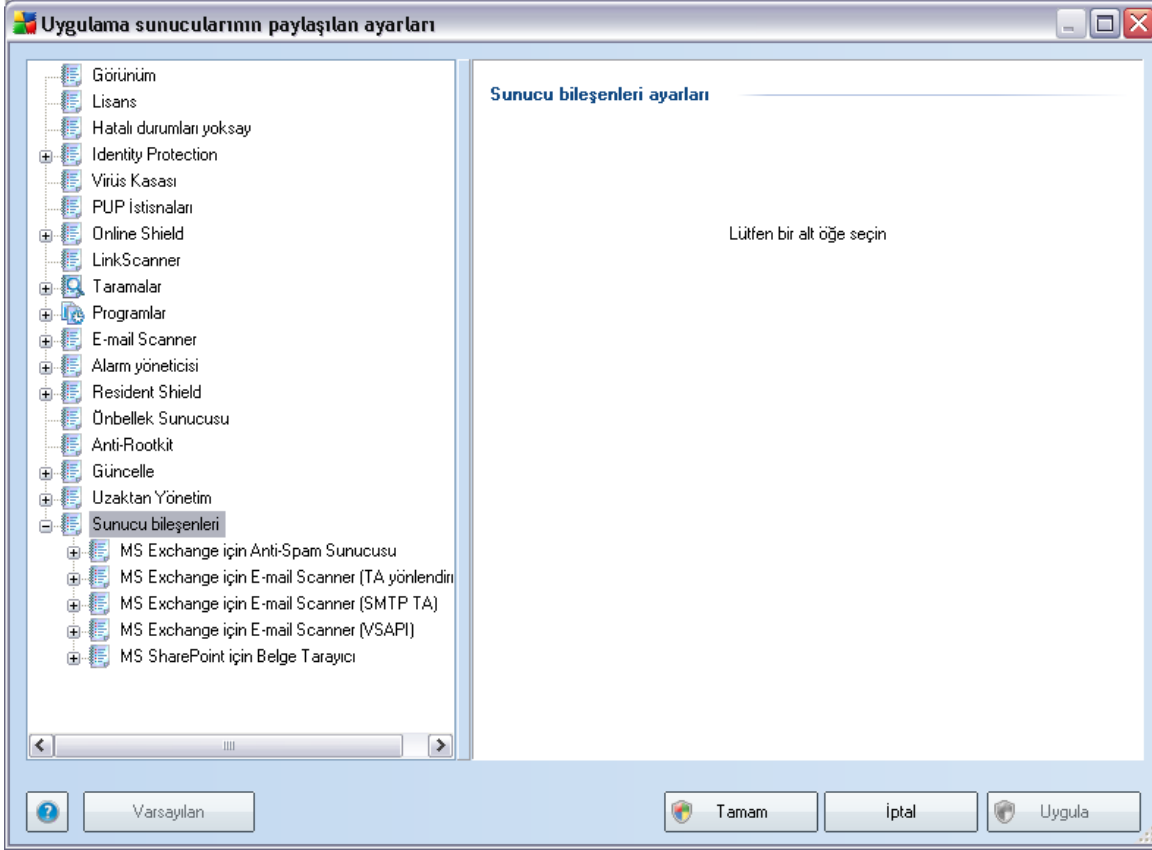 Uygulama sunucularının paylaşılan ayarları
Görünüm
Lisans
Hatalı durumları yoksay
Identity Protection
Virüs Kasası
PUP İstisnaları
Online Shield
LinkScanner
Taramalar
Programlar
E-mail Scanner
Alarm yöneticisi
Resident Shield
Önbellek Sunucusu
Anti-Rootkit
Güncelle
Uzaktan Yönetim
Sunucu bileşenleri
MS Exchange için Anti-Spam Sunucusu
MS Exchange için E-mail Scanner (TA yönlendiri
MS Exchange için E-mail Scanner (SMTP TA)
MS Exchange için E-mail Scanner (VSAPI)
MS SharePoint için Belge Tarayıcı
Sunucu bileşenleri ayarları
Lütfen bir alt öğe seçin
Varsayılan
Tamam
İptal
Uygula